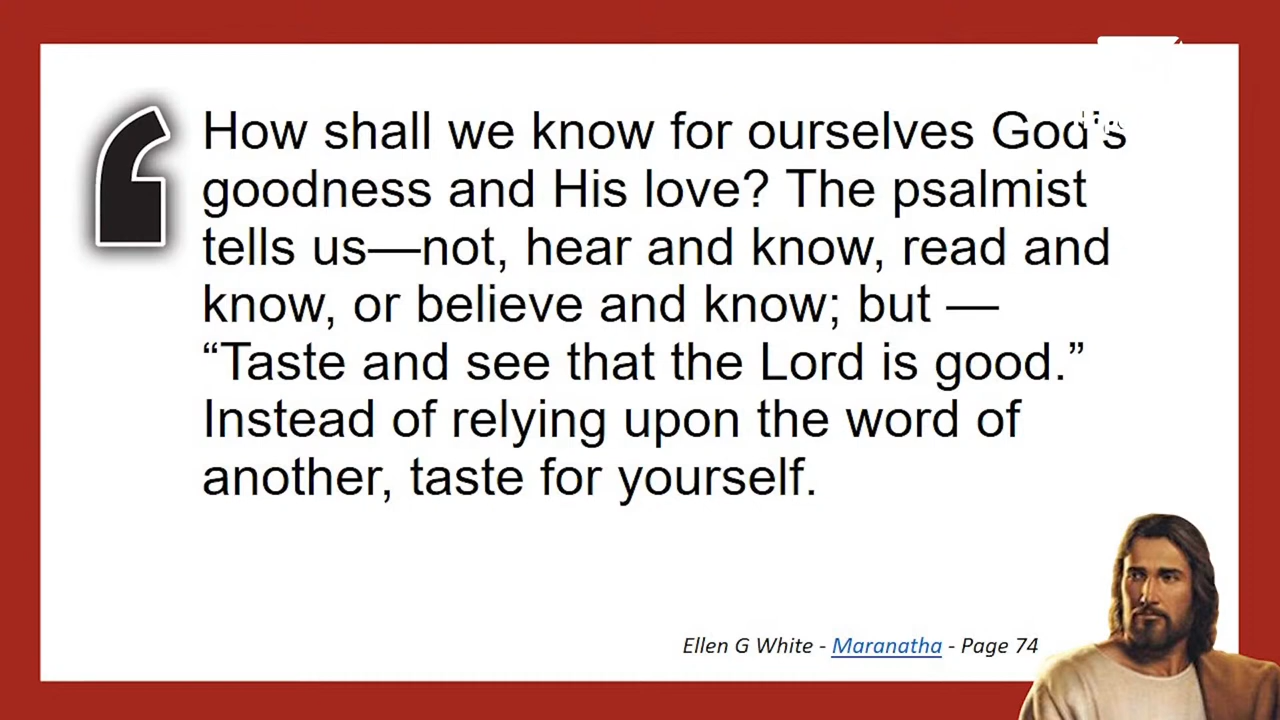 How shall we know for ourselves God's
goodness and His love? The psalmist
tells us—not, hear and know, read and
know, or believe and know; but —
“Taste and see that the Lord is good.”
Instead of relying upon the word of
another, taste for yourself.
Ellen G White - Maranatha - Page 74